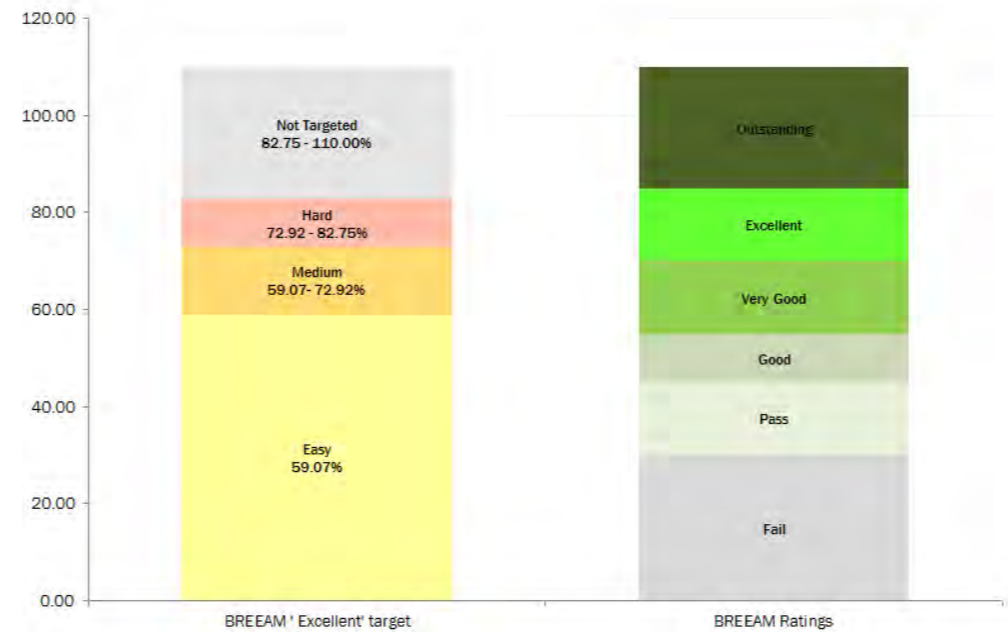 120.00
100.00
80.00
60.00
40.00
20.00
0.00
Not Targeted
82.75 - 110.00%
Hard
72.92 - 82.75%
Medium
59.07- 72.92%
Easy
59.07%
Outstanding
Excellent
Very Good
Good
Pass
Fail
BREEAM ' Excellent' target
BREEAM Ratings